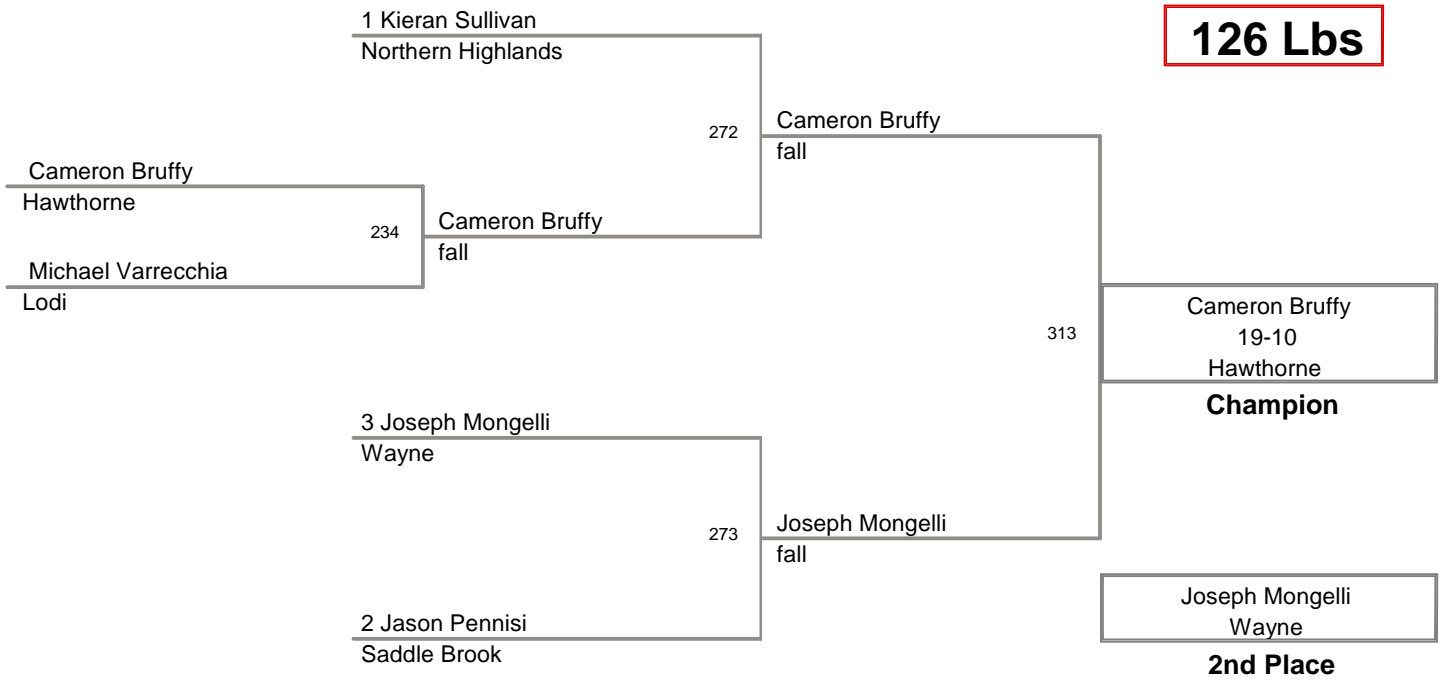 1 Kieran Sullivan
Northern Highlands
126 Lbs
272
Cameron Bruffy
fall
Cameron Bruffy
Hawthorne
234
Cameron Bruffy
fall
Michael Varrecchia
Lodi
313
Cameron Bruffy
19-10
Hawthorne
Champion
3 Joseph Mongelli
Wayne
273
Joseph Mongelli
fall
2 Jason Pennisi
Saddle Brook
Joseph Mongelli
Wayne
2nd Place